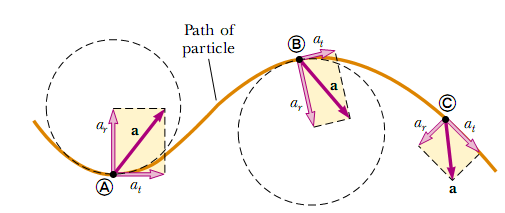 Path of
particle
Ⓑ
a_t
Ⓒ
a_r
a
a_r
a
a_r
a_t
Ⓐ
a_t
a